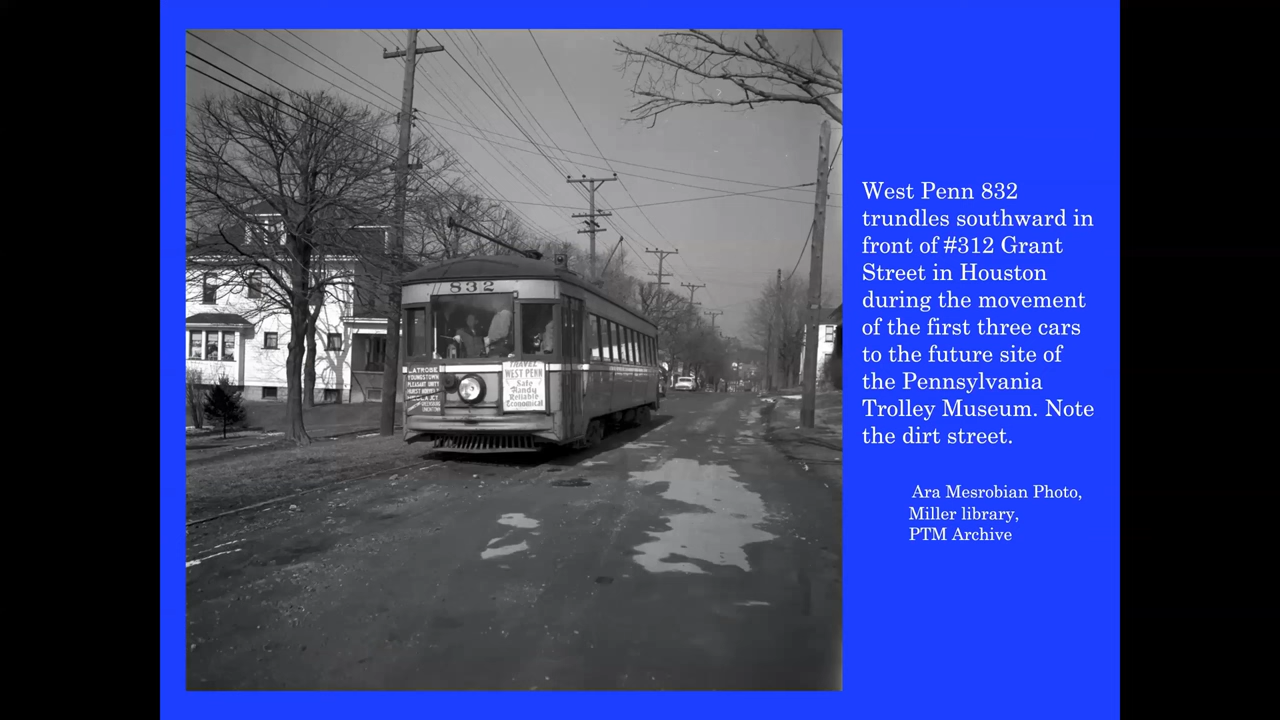 832
LATROBE
YOUNGSTOWN
PLEASANT UNITY
TRAVEL
WEST PENN
Safe
Handy
Reliable
Economical
West Penn 832
trundles southward in
front of #312 Grant
Street in Houston
during the movement
of the first three cars
to the future site of
the Pennsylvania
Trolley Museum. Note
the dirt street.
Ara Mesrobian Photo,
Miller library,
PTM Archive